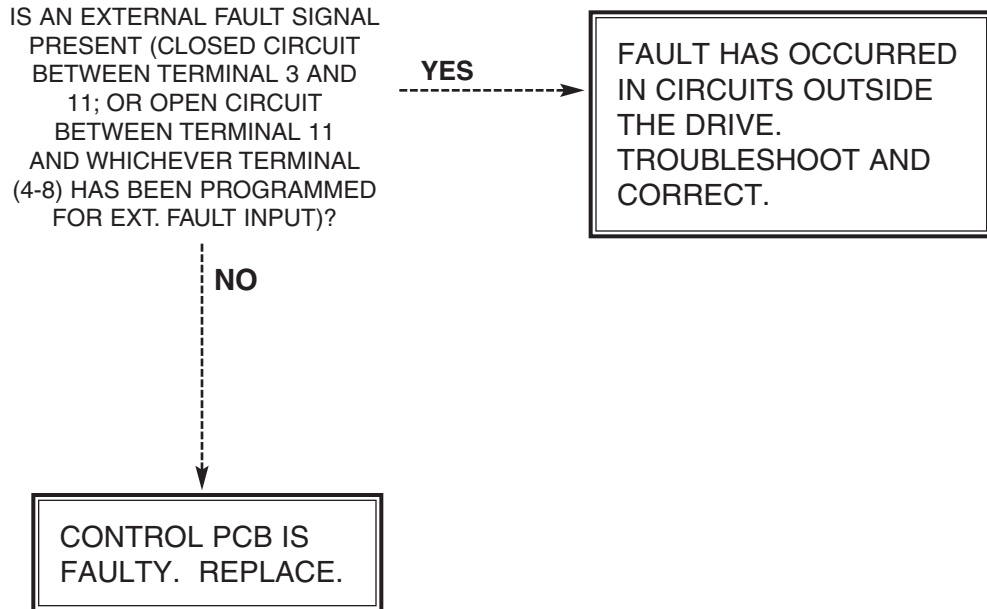 IS AN EXTERNAL FAULT SIGNAL
PRESENT (CLOSED CIRCUIT
BETWEEN TERMINAL 3 AND
11; OR OPEN CIRCUIT
BETWEEN TERMINAL 11
AND WHICHEVER TERMINAL
(4-8) HAS BEEN PROGRAMMED
FOR EXT. FAULT INPUT)?
YES
FAULT HAS OCCURRED
IN CIRCUITS OUTSIDE
THE DRIVE.
TROUBLESHOOT AND
CORRECT.
NO
CONTROL PCB IS
FAULTY. REPLACE.